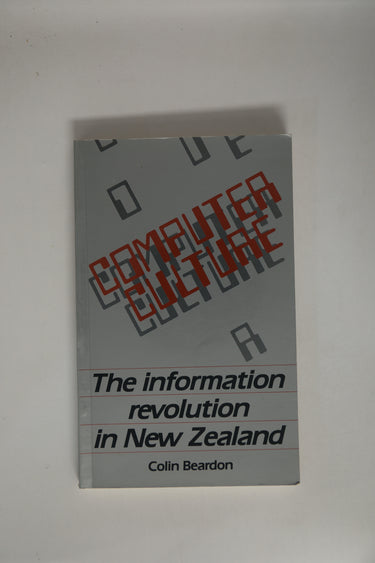 COMPUTER
CULTURE
The information
revolution
in New Zealand
Colin Beardon